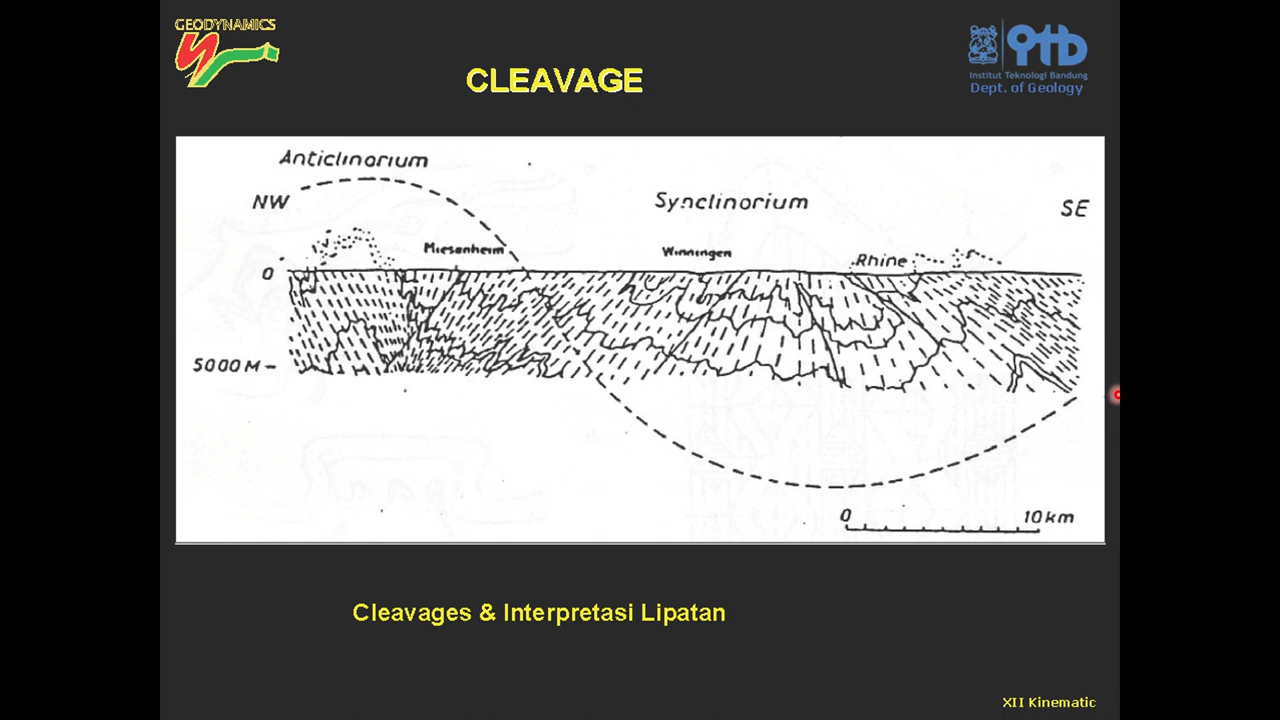 GEODYNAMICS
itb
Institut Teknologi Bandung
Dept. of Geology
CLEAVAGE
Anticlinorium
NW
Synclinorium
SE
Miesenheim
Winningen
Rhine
0
5000 M
0 10 km
Cleavages & Interpretasi Lipatan
XII Kinematic